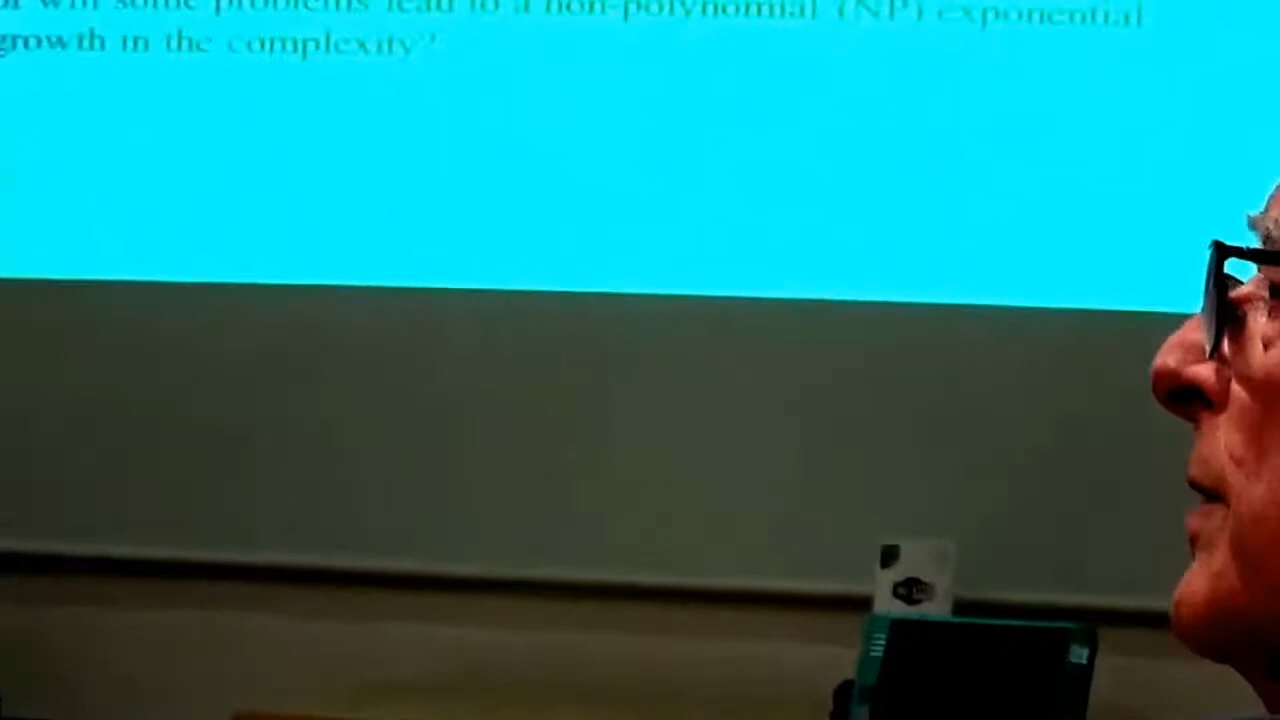 or will some problems lead to a non-polynomial (NP) exponential
growth in the complexity?